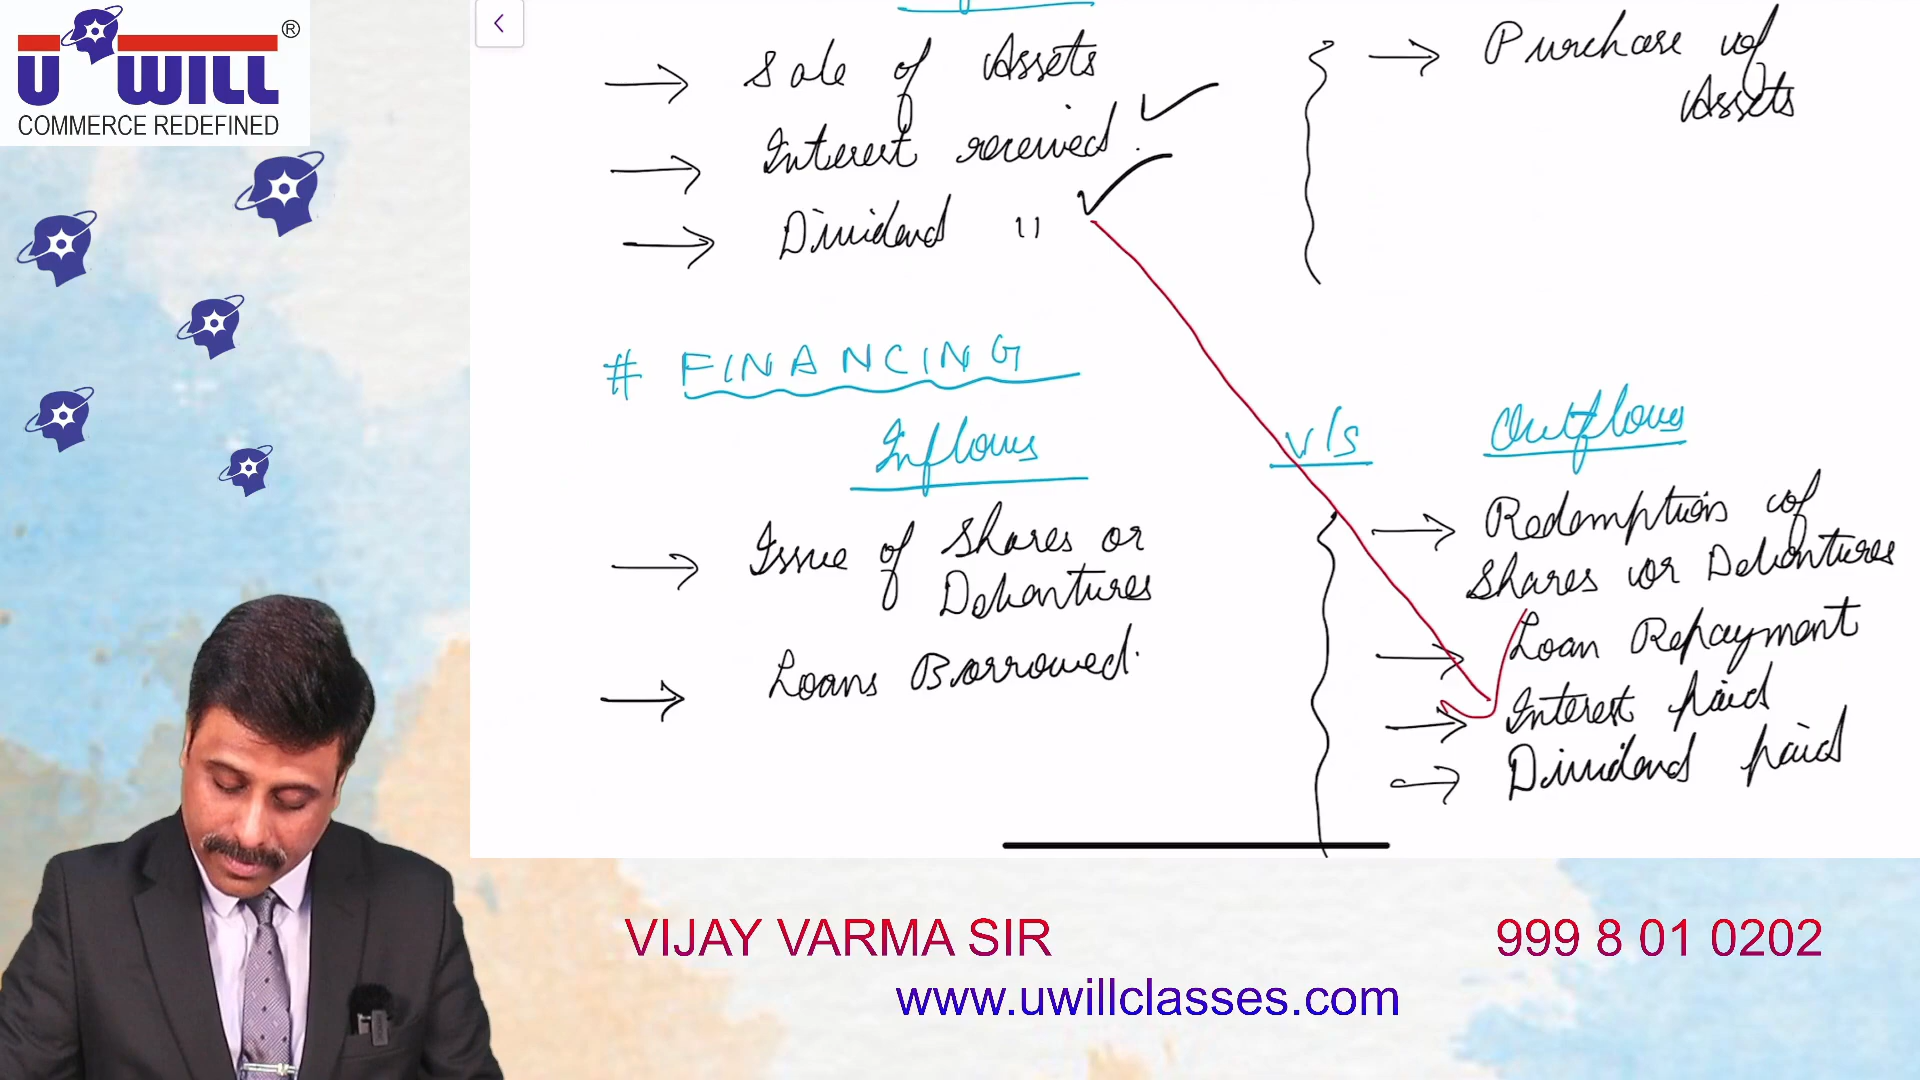 U WILL ®
COMMERCE REDEFINED
→ Sale of Assets
→ Interest received.
→ Dividend "
→ Purchase of
Assets
# FINANCING
Inflows v/s Outflows
→ Issue of Shares or
Debentures
→ Loans Borrowed.
→ Redemption of
Shares or Debentures
→ Loan Repayment
→ Interest paid
→ Dividend paid
VIJAY VARMA SIR
999 8 01 0202
www.uwillclasses.com